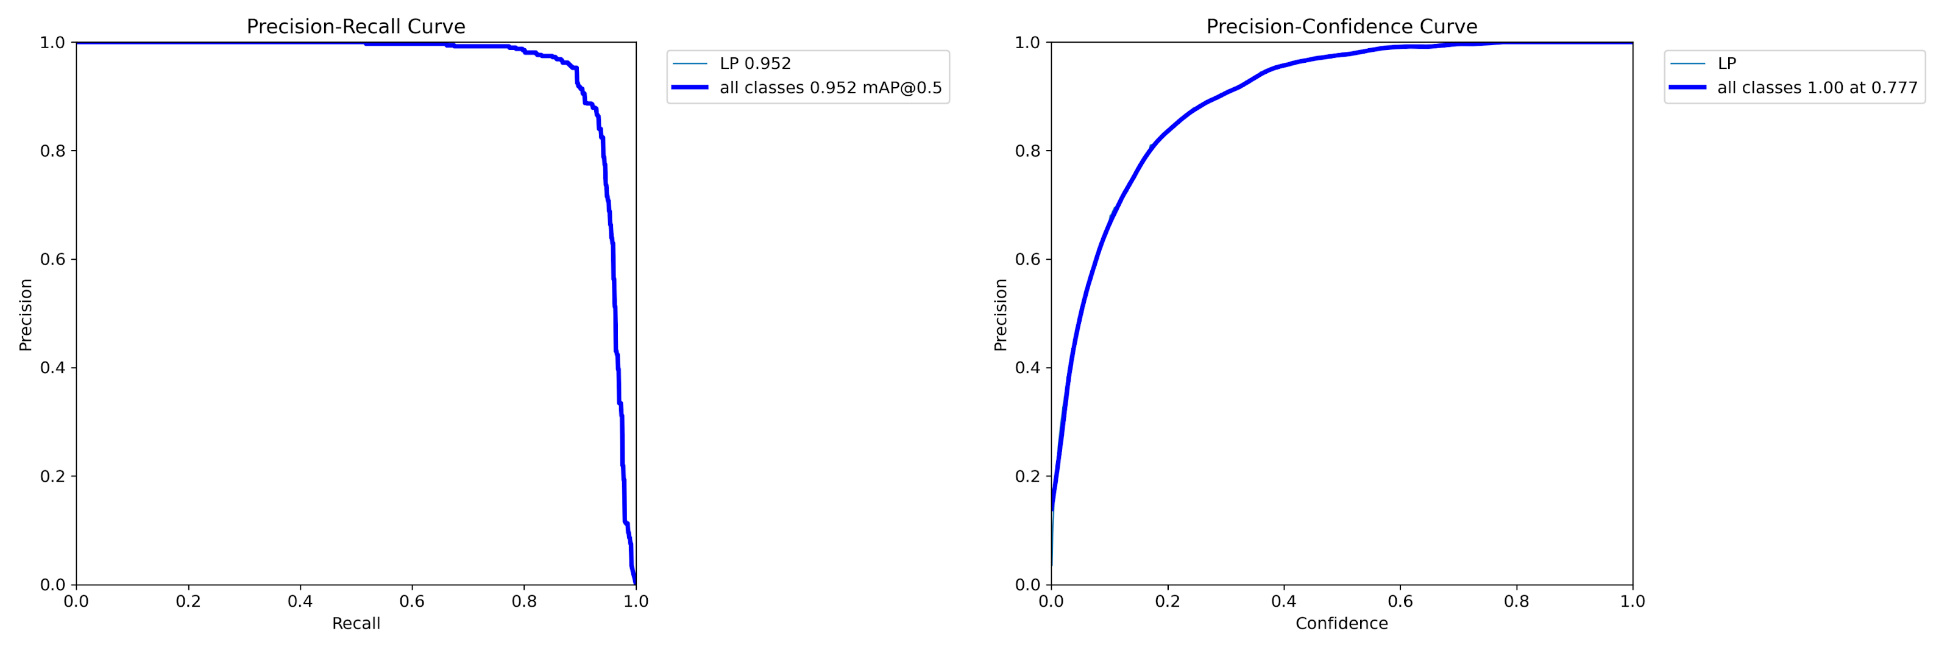 Precision-Recall Curve
1.0
0.8
0.6
0.4
0.2
0.0
Precision
0.0 0.2 0.4 0.6 0.8 1.0
Recall
LP 0.952
all classes 0.952 mAP@0.5
Precision-Confidence Curve
1.0
0.8
0.6
0.4
0.2
0.0
Precision
0.0 0.2 0.4 0.6 0.8 1.0
Confidence
LP
all classes 1.00 at 0.777